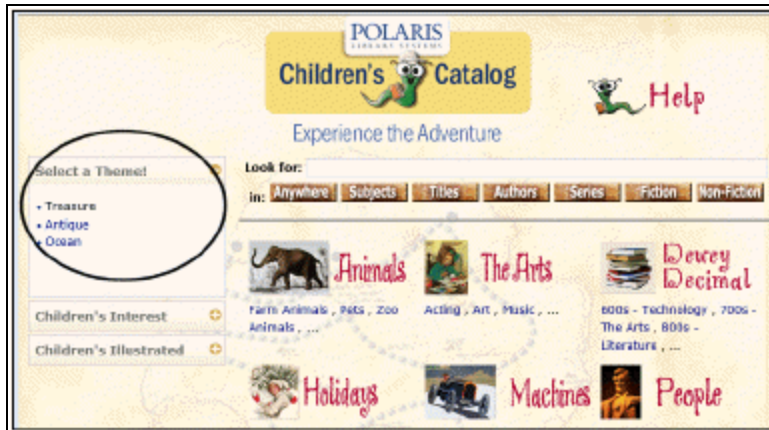 POLARIS
LIBRARY SYSTEMS
Children's Catalog
Help
Experience the Adventure
Select a Theme!
• Treasure
• Antique
• Ocean
Children's Interest
Children's Illustrated
Look for:
in: Anywhere Subjects Titles Authors Series Fiction Non-Fiction
Animals
Farm Animals , Pets , Zoo
Animals , ...
The Arts
Acting , Art , Music , ...
Dewey
Decimal
600s - Technology , 700s -
The Arts , 800s -
Literature , ...
Holidays
Machines
People